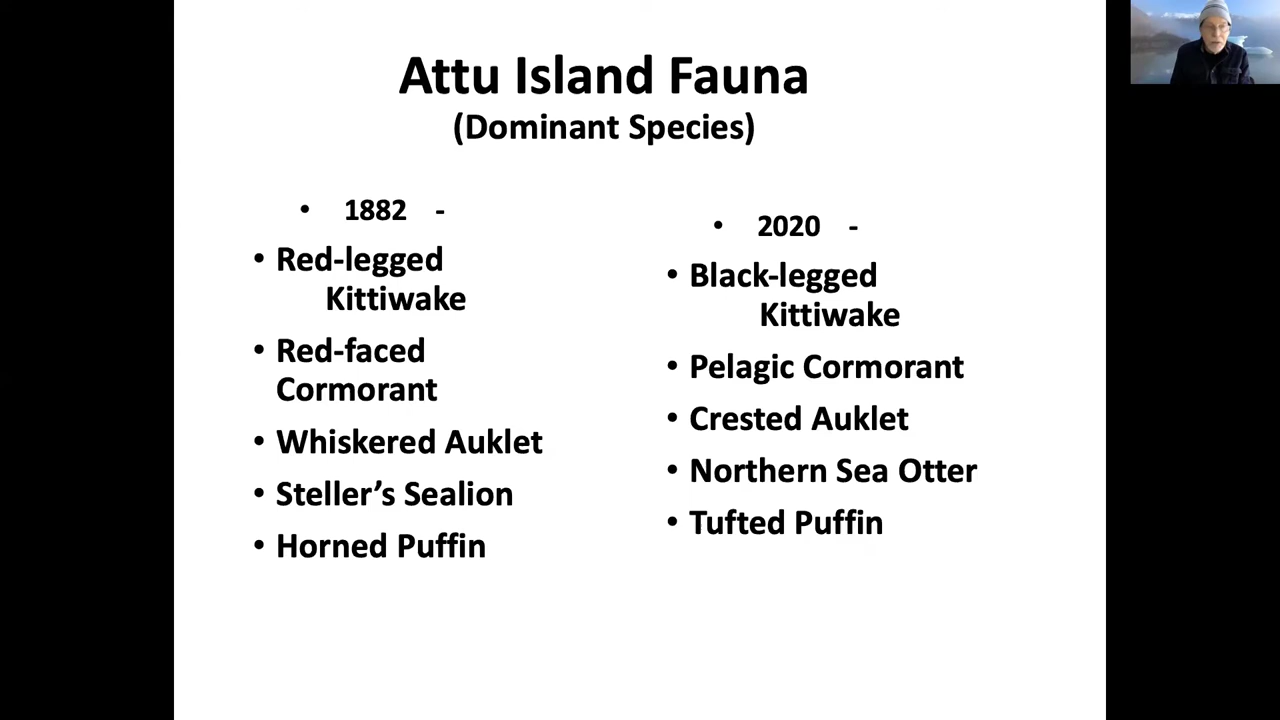 Attu Island Fauna
(Dominant Species)
• 1882 -
• Red-legged
Kittiwake
• Red-faced
Cormorant
• Whiskered Auklet
• Steller’s Sealion
• Horned Puffin
• 2020 -
• Black-legged
Kittiwake
• Pelagic Cormorant
• Crested Auklet
• Northern Sea Otter
• Tufted Puffin